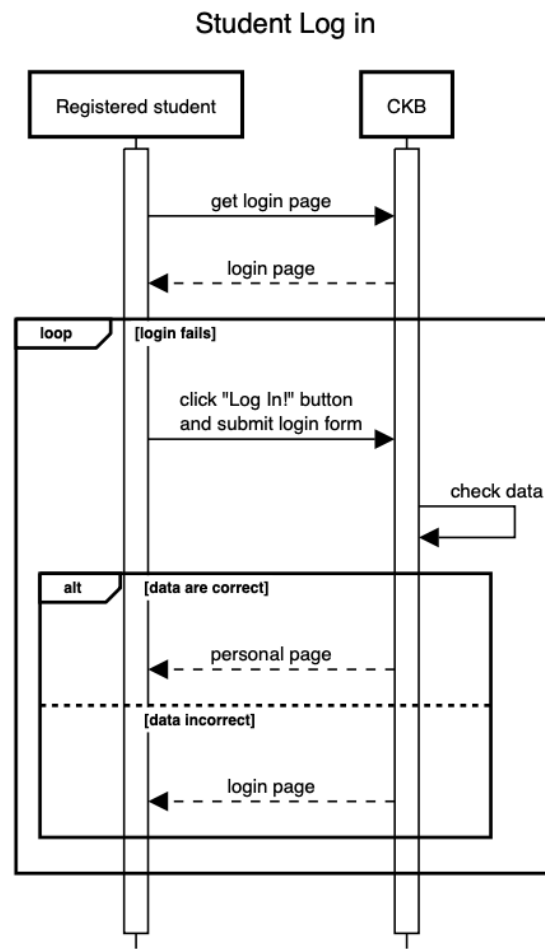 Student Log in
Registered student
CKB
get login page
login page
loop
[login fails]
click "Log In!" button
and submit login form
check data
alt
[data are correct]
personal page
[data incorrect]
login page